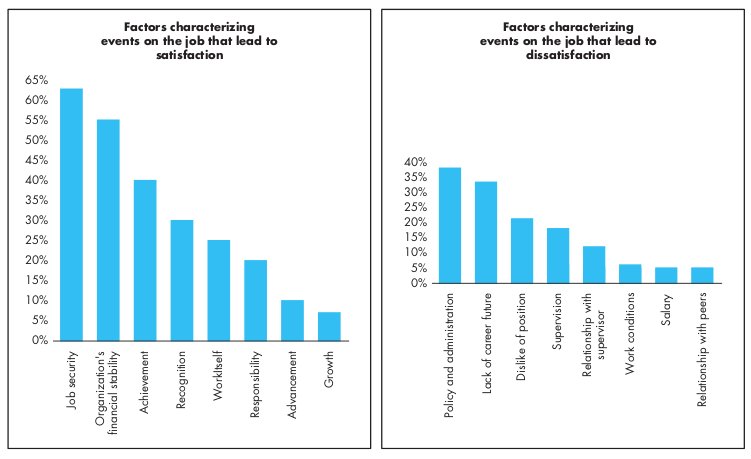 Factors characterizing
events on the job that lead to
satisfaction
65%
60%
55%
50%
45%
40%
35%
30%
25%
20%
15%
10%
5%
0%
Job security
Organization's
financial stability
Achievement
Recognition
WorkItself
Responsibility
Advancement
Growth
Factors characterizing
events on the job that lead to
dissatisfaction
40%
35%
30%
25%
20%
15%
10%
5%
0%
Policy and administration
Lack of career future
Dislike of position
Supervision
Relationship with
supervisor
Work conditions
Salary
Relationship with peers